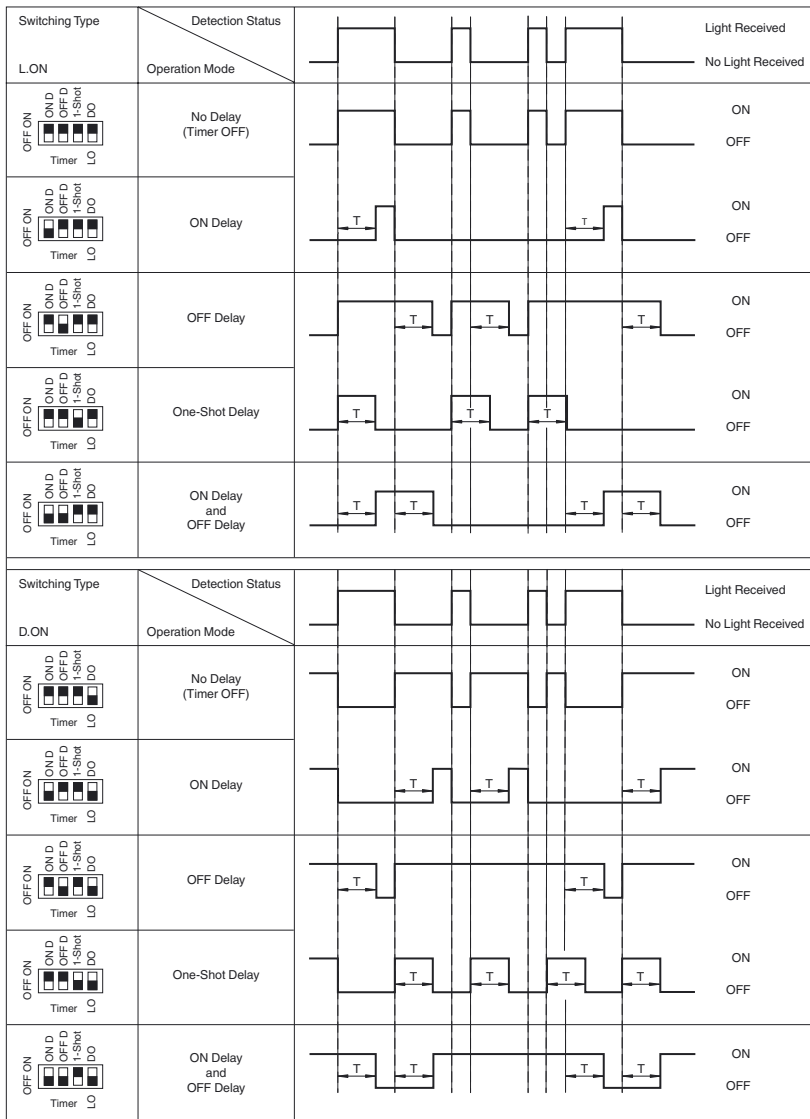 Switching Type
Detection Status
Light Received
No Light Received
L.ON
Operation Mode
OFF ON
ON D
OFF D
1-Shot
DO
Timer
LO
No Delay
(Timer OFF)
ON
OFF
OFF ON
ON D
OFF D
1-Shot
DO
Timer
LO
ON Delay
T
T
ON
OFF
OFF ON
ON D
OFF D
1-Shot
DO
Timer
LO
OFF Delay
T
T
T
ON
OFF
OFF ON
ON D
OFF D
1-Shot
DO
Timer
LO
One-Shot Delay
T
T
T
ON
OFF
OFF ON
ON D
OFF D
1-Shot
DO
Timer
LO
ON Delay
and
OFF Delay
T
T
T
T
ON
OFF
Switching Type
Detection Status
Light Received
No Light Received
D.ON
Operation Mode
OFF ON
ON D
OFF D
1-Shot
DO
Timer
LO
No Delay
(Timer OFF)
ON
OFF
OFF ON
ON D
OFF D
1-Shot
DO
Timer
LO
ON Delay
T
T
T
ON
OFF
OFF ON
ON D
OFF D
1-Shot
DO
Timer
LO
OFF Delay
T
T
ON
OFF
OFF ON
ON D
OFF D
1-Shot
DO
Timer
LO
One-Shot Delay
T
T
T
T
ON
OFF
OFF ON
ON D
OFF D
1-Shot
DO
Timer
LO
ON Delay
and
OFF Delay
T
T
T
T
ON
OFF